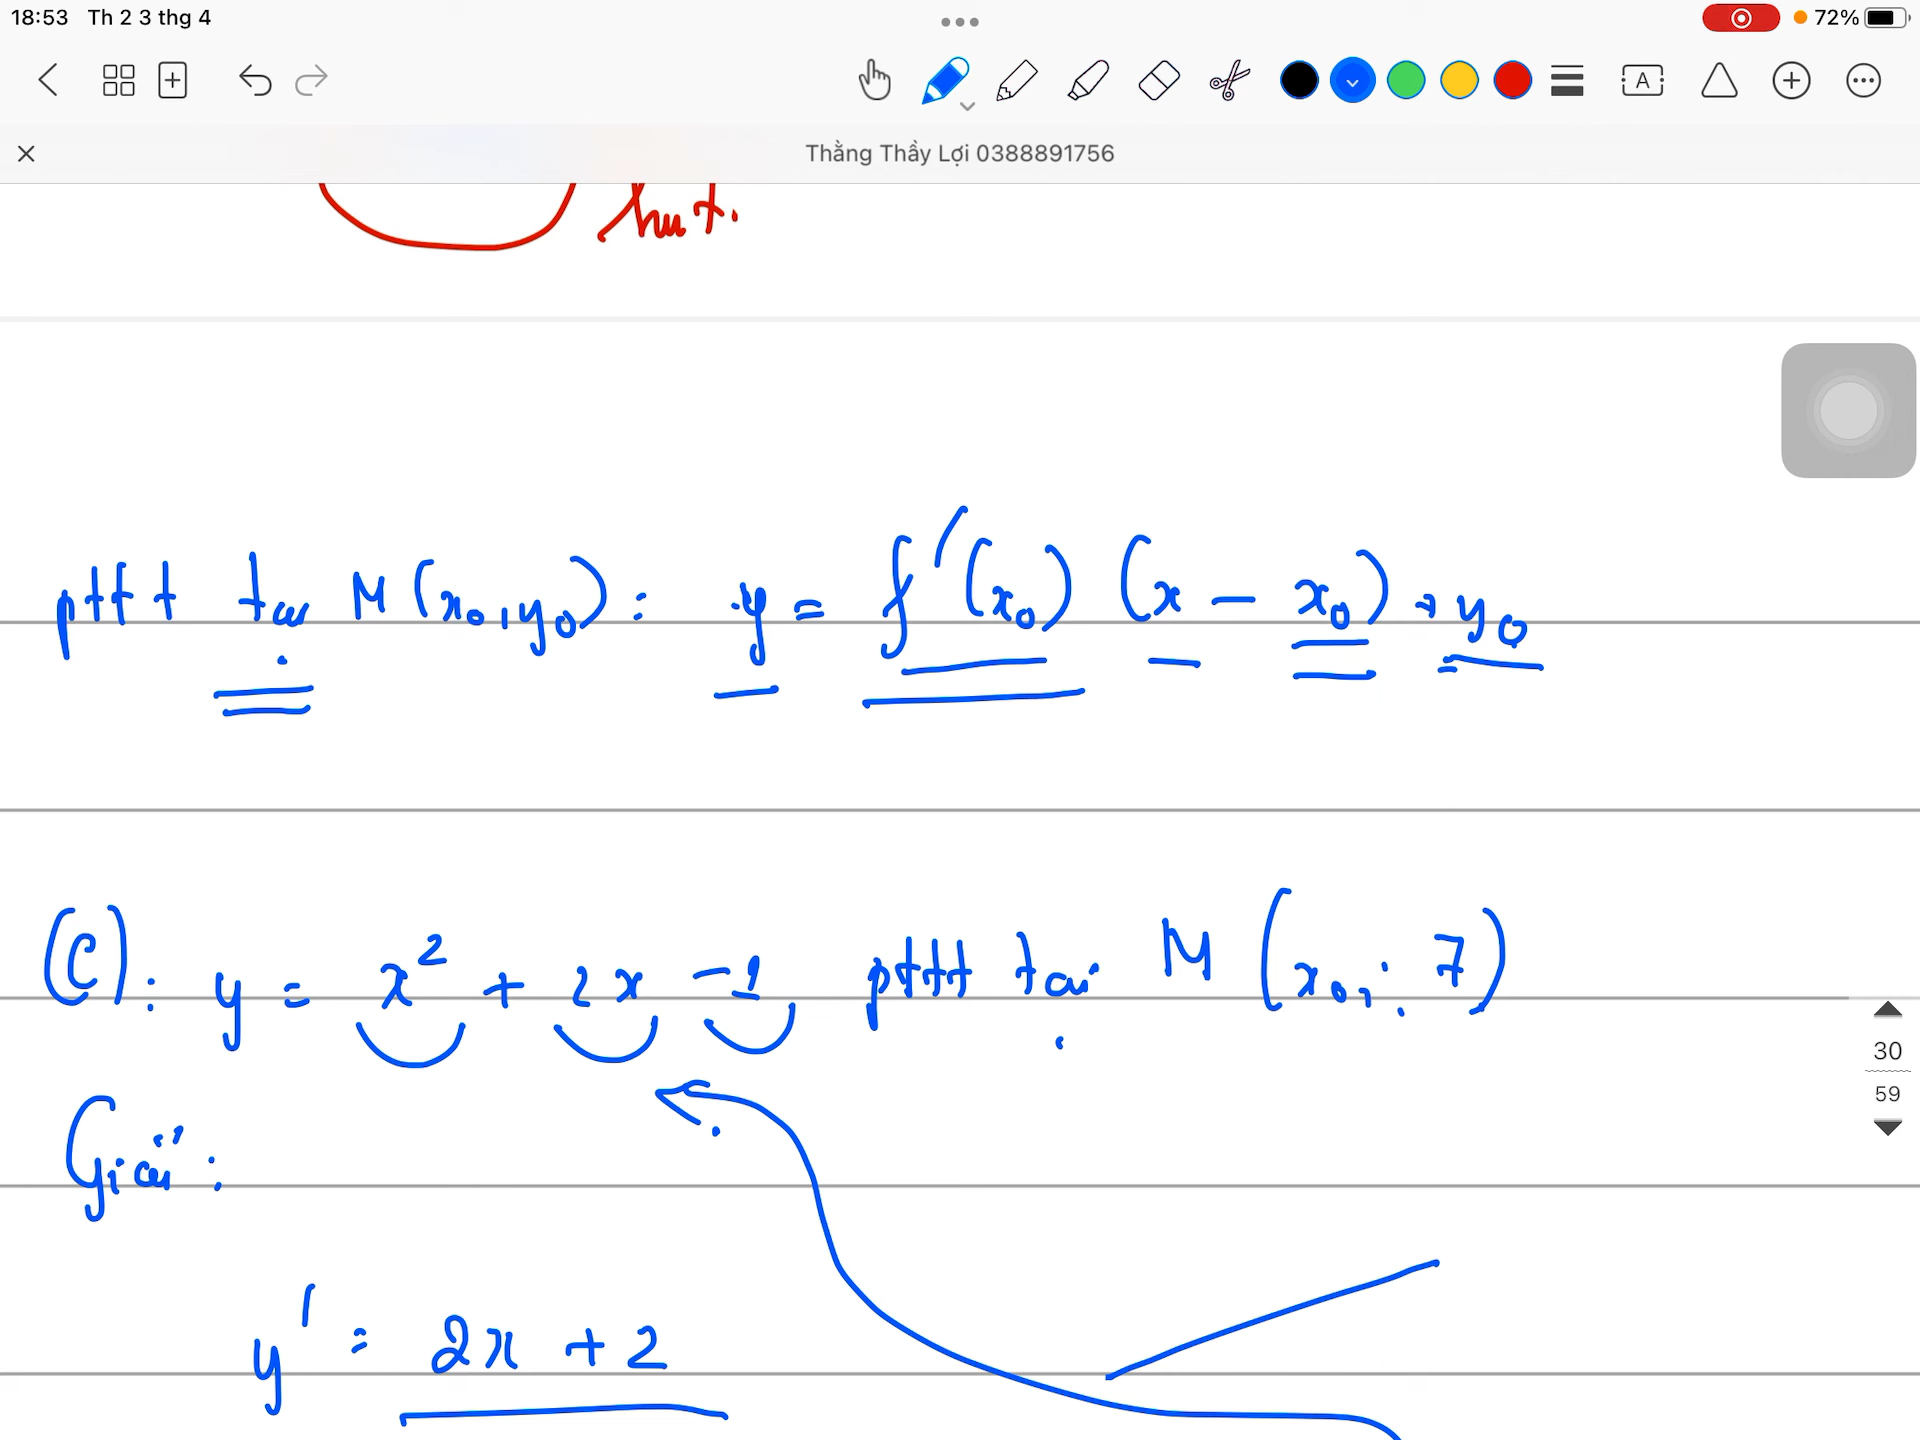 18:53 Th 2 3 thg 4
72%
A
Thằng Thầy Lợi 0388891756
pttt tại M(x₀, y₀): y = f'(x₀) (x - x₀) + y₀
(C): y = x² + 2x - 1 pttt tại M (x₀; 7)
30
59
Giải:
y' = 2x + 2